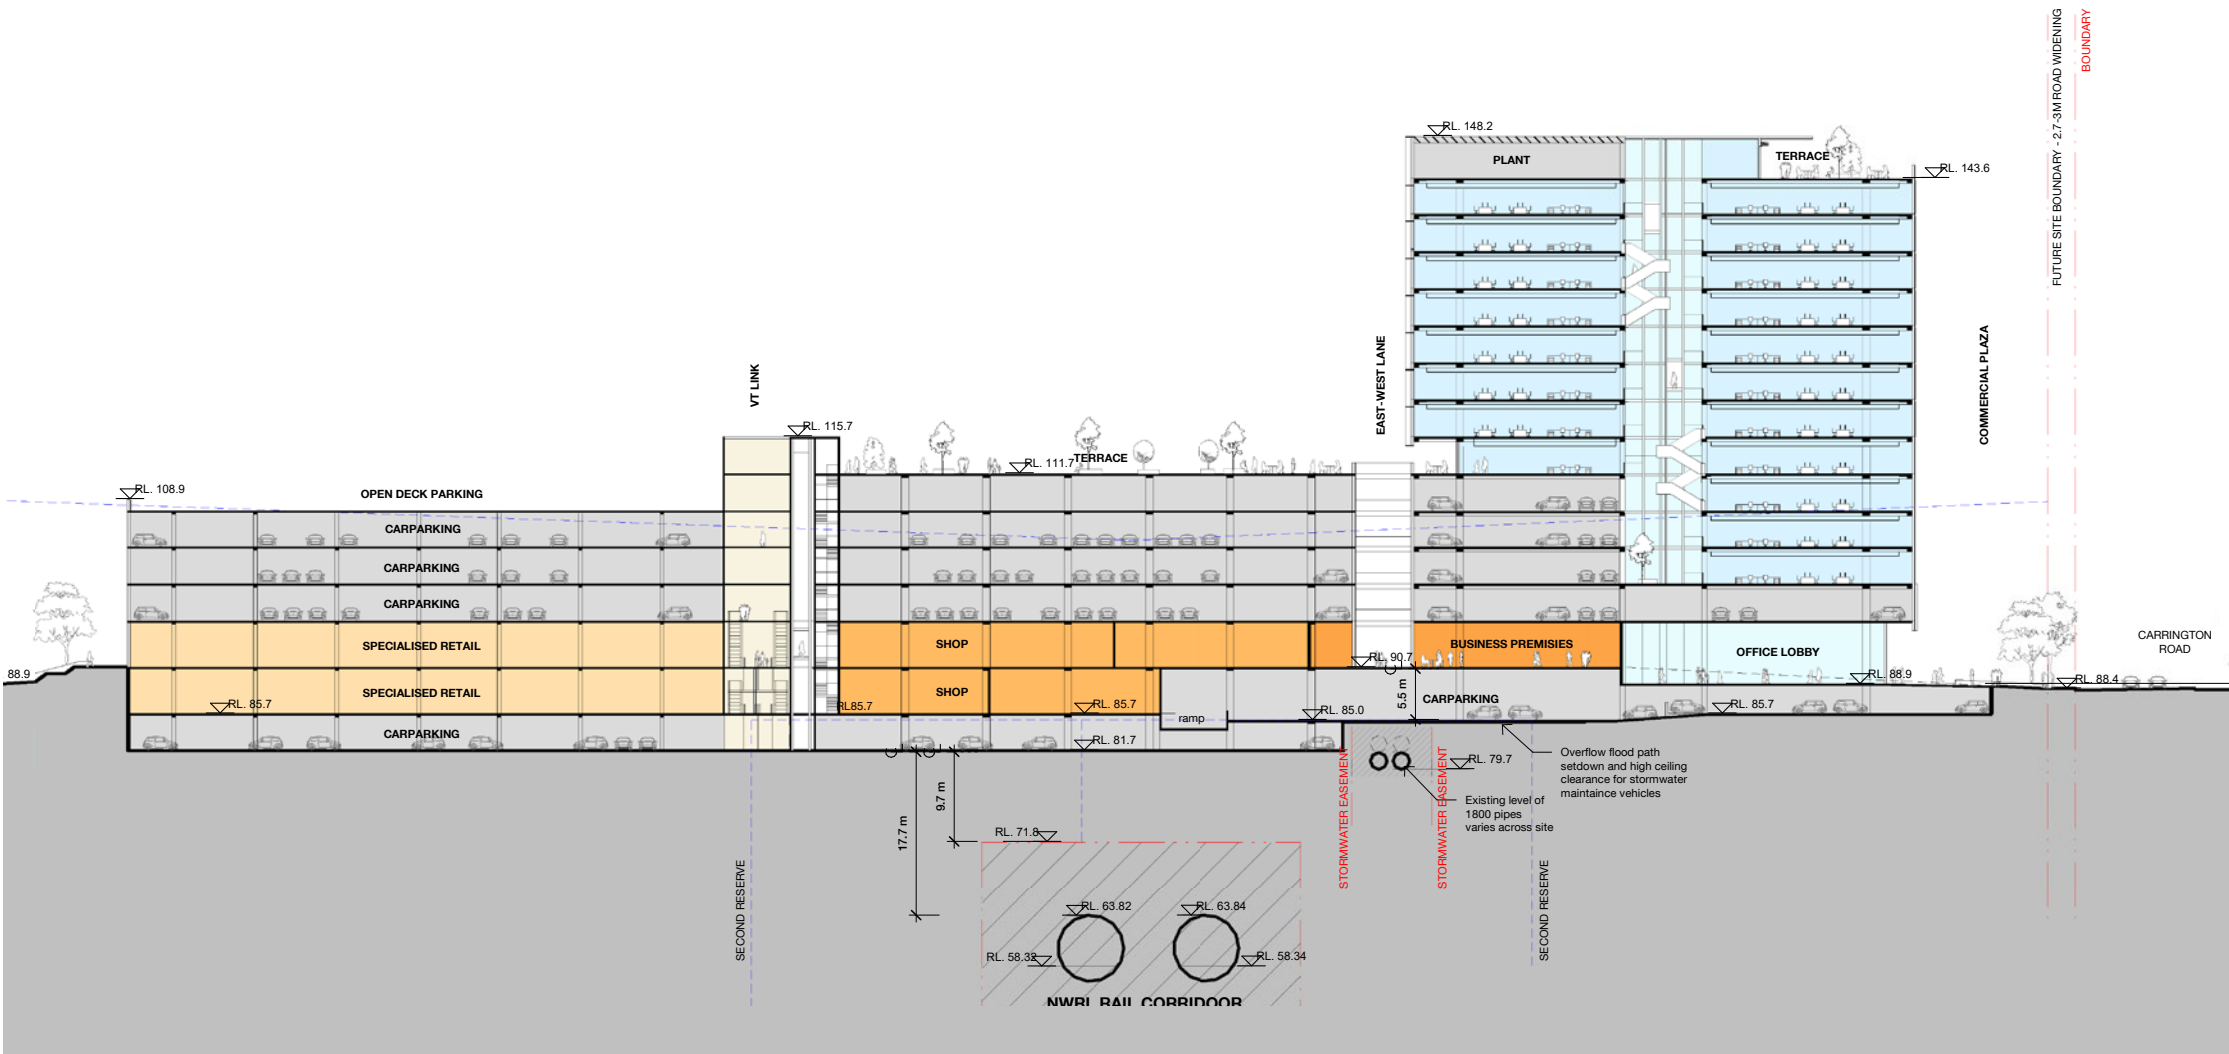 FUTURE SITE BOUNDARY - 2.7-3M ROAD WIDENING
BOUNDARY
RL. 148.2
PLANT
TERRACE
RL. 143.6
COMMERCIAL PLAZA
EAST-WEST LANE
VT LINK
RL. 115.7
RL. 111.7
TERRACE
RL. 108.9
OPEN DECK PARKING
CARPARKING
CARPARKING
CARPARKING
SPECIALISED RETAIL
SHOP
BUSINESS PREMISIES
OFFICE LOBBY
CARRINGTON
ROAD
88.9
RL. 90.7
RL. 88.9
RL. 88.4
SPECIALISED RETAIL
SHOP
5.5 m
CARPARKING
RL. 85.7
RL85.7
RL. 85.7
ramp
RL. 85.0
RL. 85.7
CARPARKING
RL. 81.7
RL. 79.7
Overflow flood path
setdown and high ceiling
clearance for stormwater
maintaince vehicles
STORMWATER EASEMENT
STORMWATER EASEMENT
Existing level of
1800 pipes
varies across site
9.7 m
17.7 m
RL. 71.8
SECOND RESERVE
SECOND RESERVE
RL. 63.82
RL. 63.84
RL. 58.32
RL. 58.34
NWRL RAIL CORRIDOOR